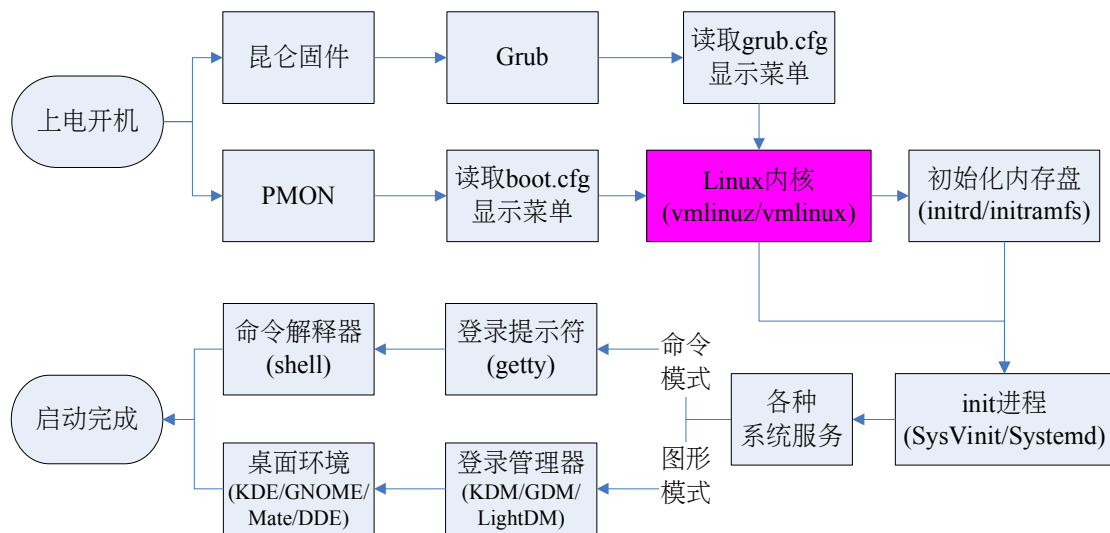 上电开机
昆仑固件
Grub
读取grub.cfg
显示菜单
PMON
读取boot.cfg
显示菜单
Linux内核
(vmlinuz/vmlinux)
初始化内存盘
(initrd/initramfs)
命令解释器
(shell)
登录提示符
(getty)
命令
模式
启动完成
各种
系统服务
init进程
(SysVinit/Systemd)
桌面环境
(KDE/GNOME/
Mate/DDE)
登录管理器
(KDM/GDM/
LightDM)
图形
模式